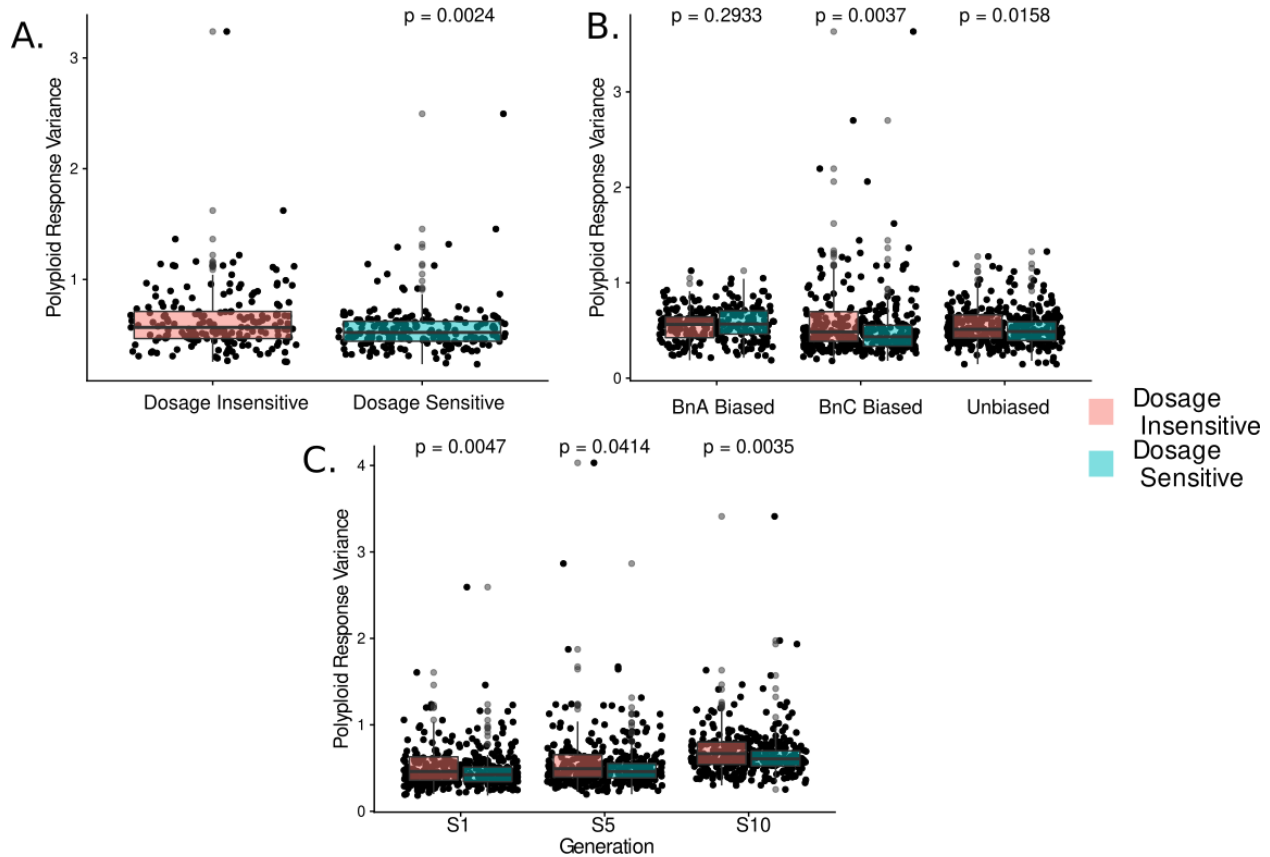 A.
p = 0.0024
Polyploid Response Variance
3
2
1
Dosage Insensitive
Dosage Sensitive
B.
p = 0.2933
p = 0.0037
p = 0.0158
Polyploid Response Variance
3
2
1
0
BnA Biased
BnC Biased
Unbiased
Dosage
Insensitive
Dosage
Sensitive
C.
p = 0.0047
p = 0.0414
p = 0.0035
Polyploid Response Variance
4
3
2
1
0
S1
S5
S10
Generation